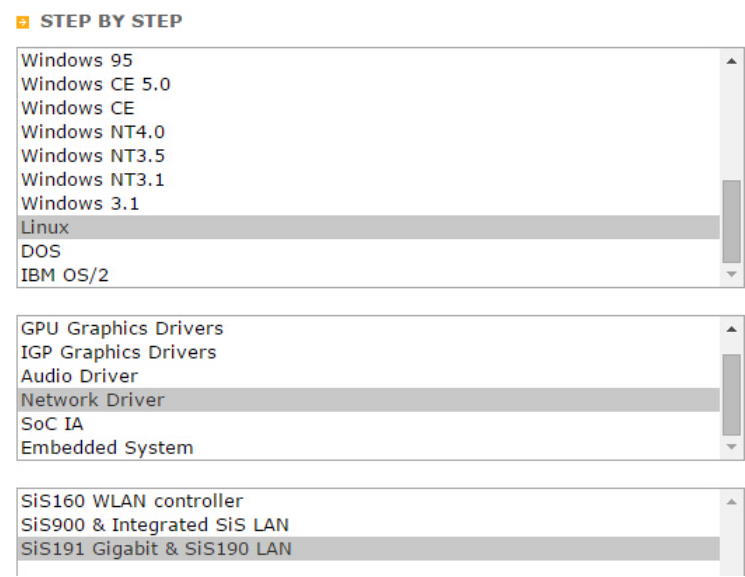 STEP BY STEP
Windows 95
Windows CE 5.0
Windows CE
Windows NT4.0
Windows NT3.5
Windows NT3.1
Windows 3.1
Linux
DOS
IBM OS/2
GPU Graphics Drivers
IGP Graphics Drivers
Audio Driver
Network Driver
SoC IA
Embedded System
SiS160 WLAN controller
SiS900 & Integrated SiS LAN
SiS191 Gigabit & SiS190 LAN